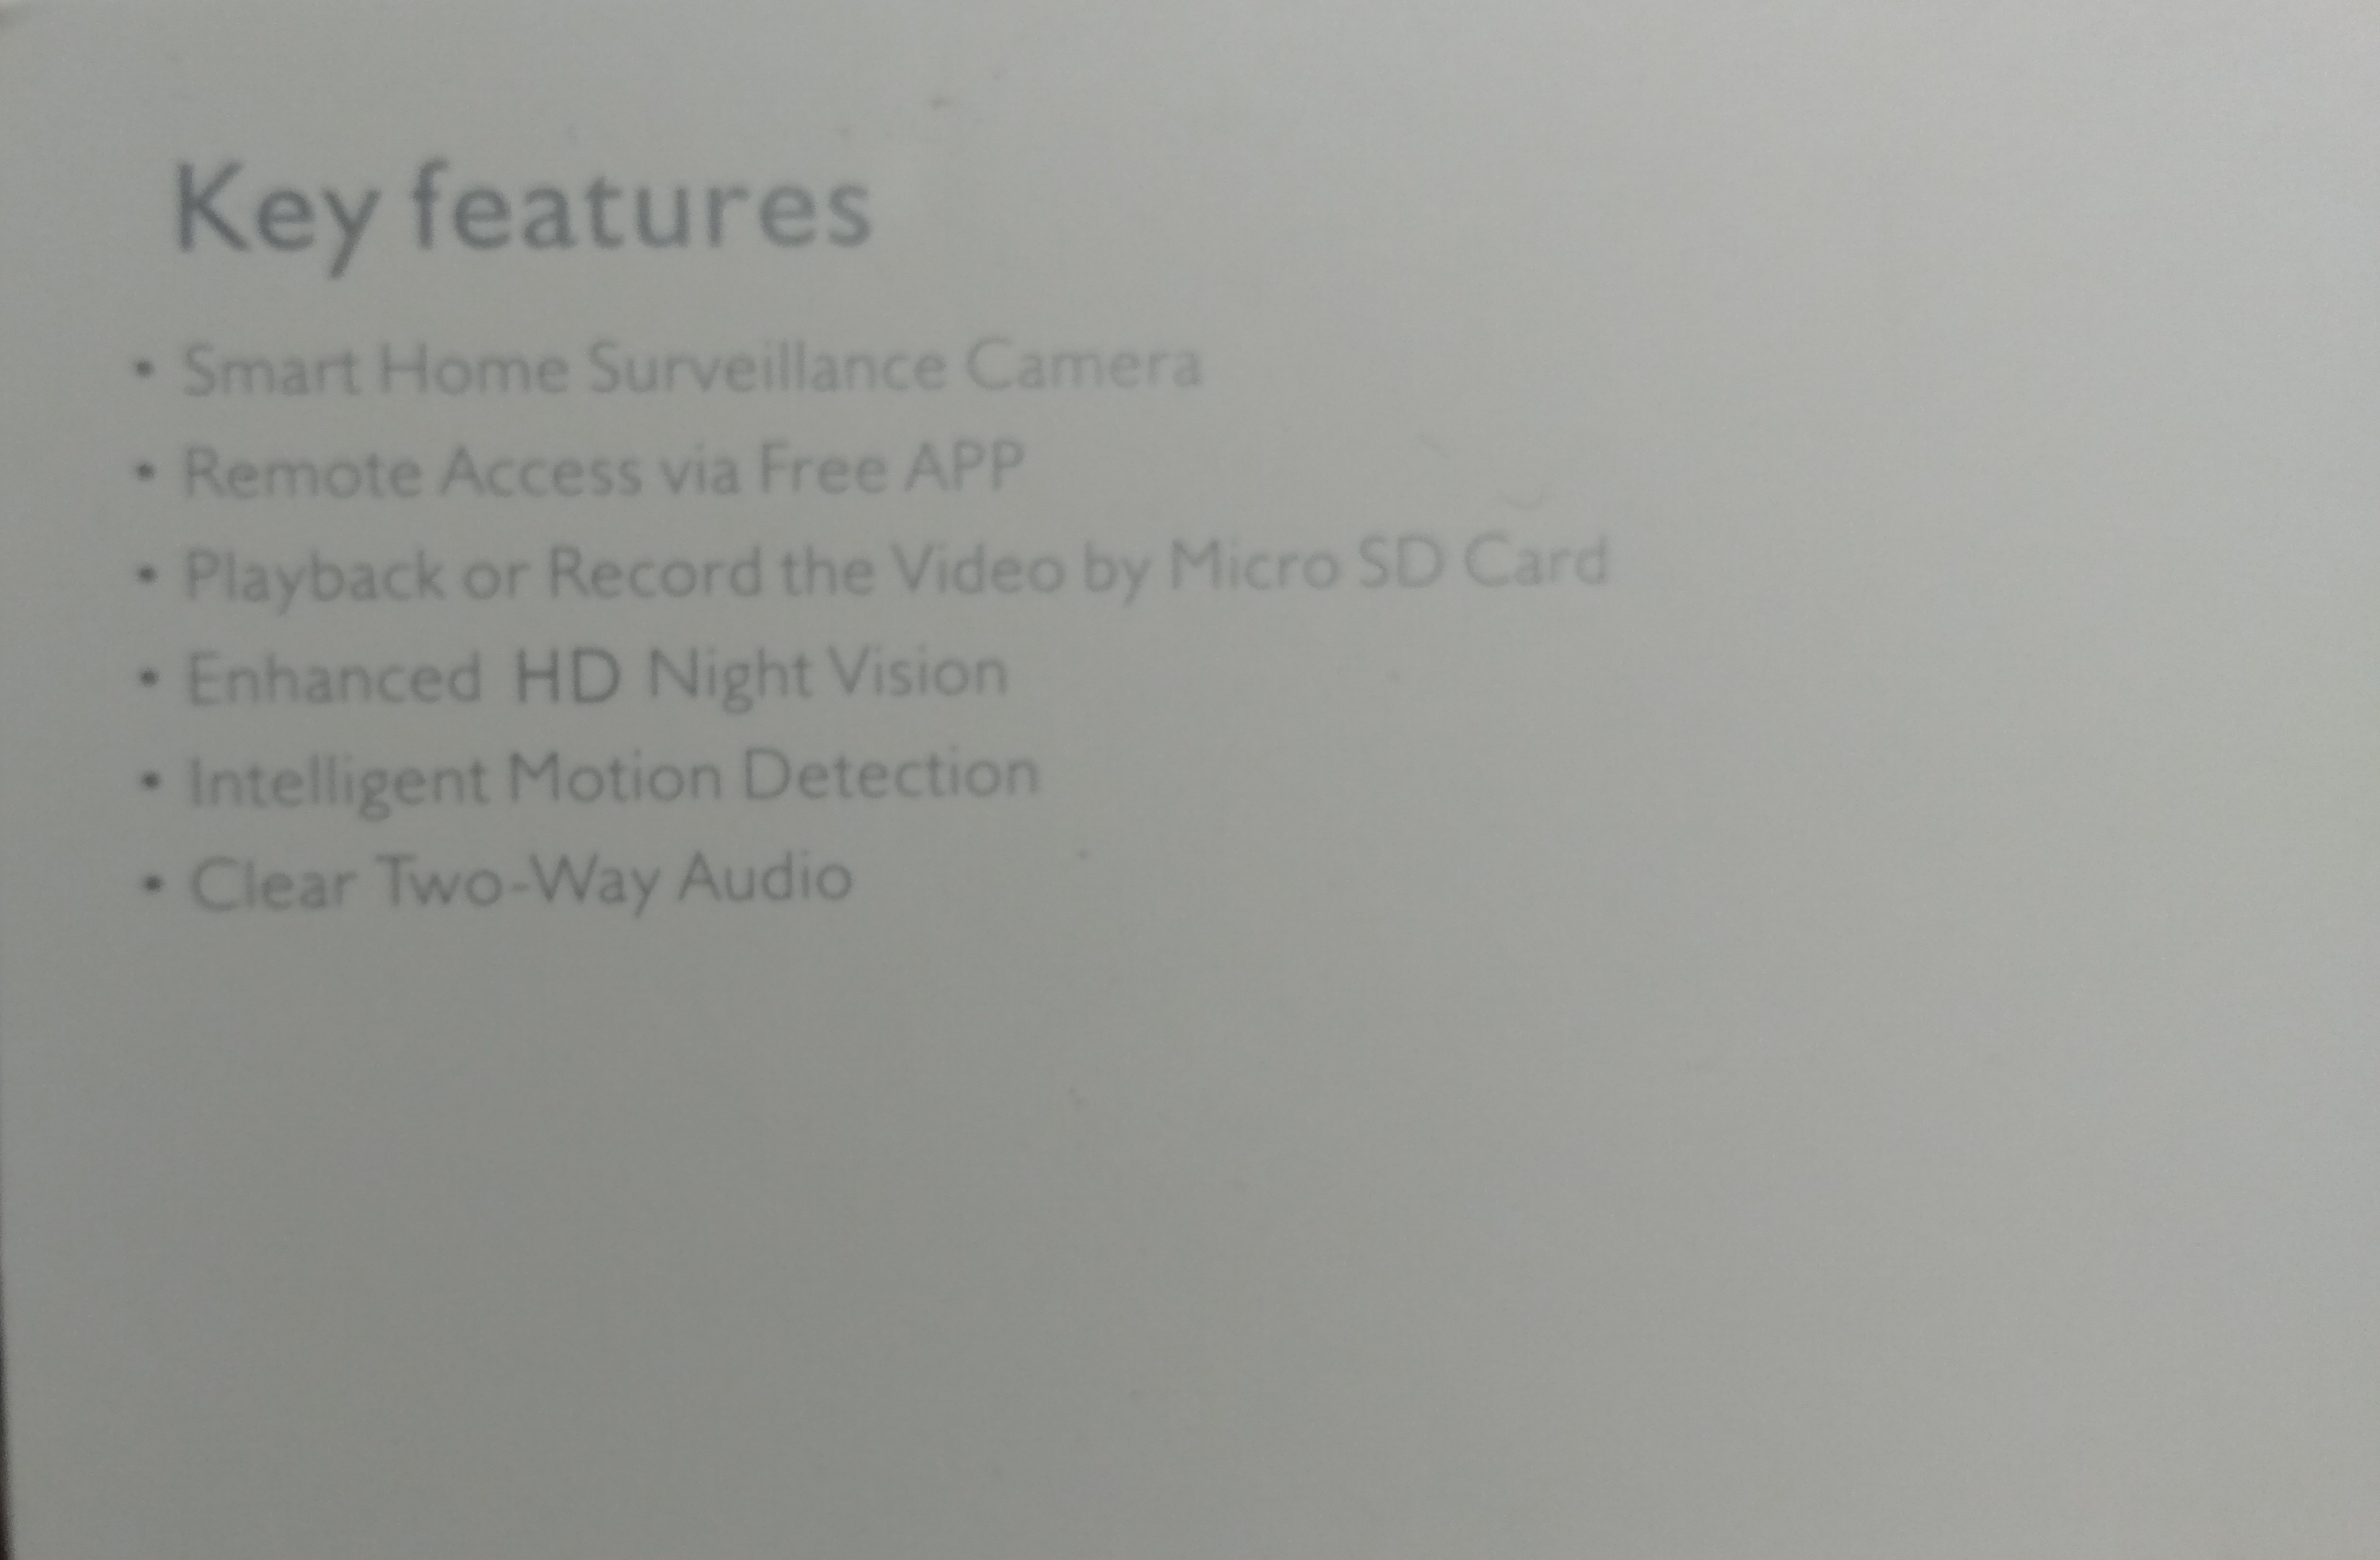 Key features
• Smart Home Surveillance Camera
• Remote Access via Free APP
• Playback or Record the Video by Micro SD Card
• Enhanced HD Night Vision
• Intelligent Motion Detection
• Clear Two-Way Audio